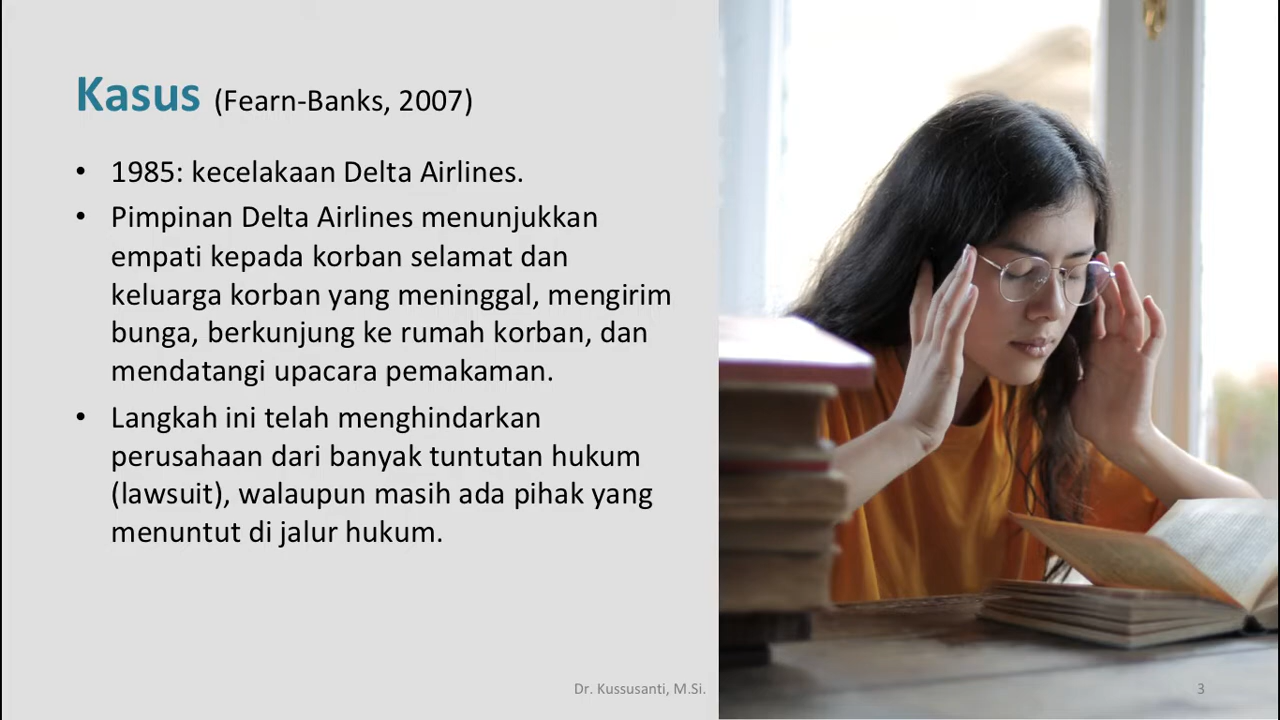 Kasus (Fearn-Banks, 2007)
• 1985: kecelakaan Delta Airlines.
• Pimpinan Delta Airlines menunjukkan
empati kepada korban selamat dan
keluarga korban yang meninggal, mengirim
bunga, berkunjung ke rumah korban, dan
mendatangi upacara pemakaman.
• Langkah ini telah menghindarkan
perusahaan dari banyak tuntutan hukum
(lawsuit), walaupun masih ada pihak yang
menuntut di jalur hukum.
Dr. Kussusanti, M.Si.
3